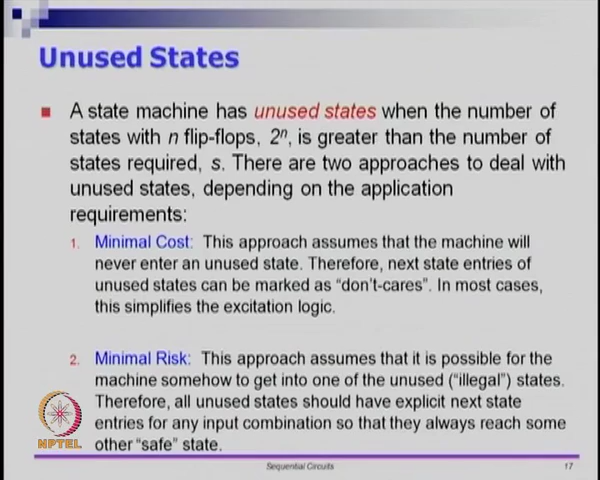 Unused States
A state machine has unused states when the number of
states with n flip-flops, 2ⁿ, is greater than the number of
states required, s. There are two approaches to deal with
unused states, depending on the application
requirements:
1. Minimal Cost: This approach assumes that the machine will
never enter an unused state. Therefore, next state entries of
unused states can be marked as “don't-cares”. In most cases,
this simplifies the excitation logic.
2. Minimal Risk: This approach assumes that it is possible for the
machine somehow to get into one of the unused (“illegal”) states.
Therefore, all unused states should have explicit next state
entries for any input combination so that they always reach some
other “safe” state.
NPTEL
Sequential Circuits
17